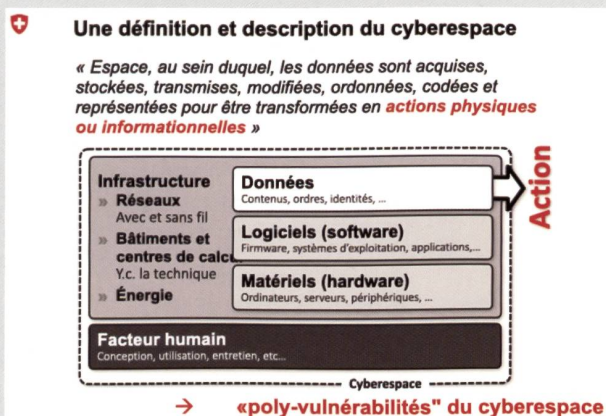 Une définition et description du cyberespace
« Espace, au sein duquel, les données sont acquises,
stockées, transmises, modifiées, ordonnées, codées et
représentées pour être transformées en actions physiques
ou informationnelles »
Infrastructure
» Réseaux
Avec et sans fil
» Bâtiments et
centres de calcu
Y.c. la technique
» Énergie
Données
Contenus, ordres, identités, ...
Logiciels (software)
Firmware, systèmes d'exploitation, applications,...
Matériels (hardware)
Ordinateurs, serveurs, périphériques, ...
Action
Facteur humain
Conception, utilisation, entretien, etc...
Cyberespace
→ «poly-vulnérabilités" du cyberespace